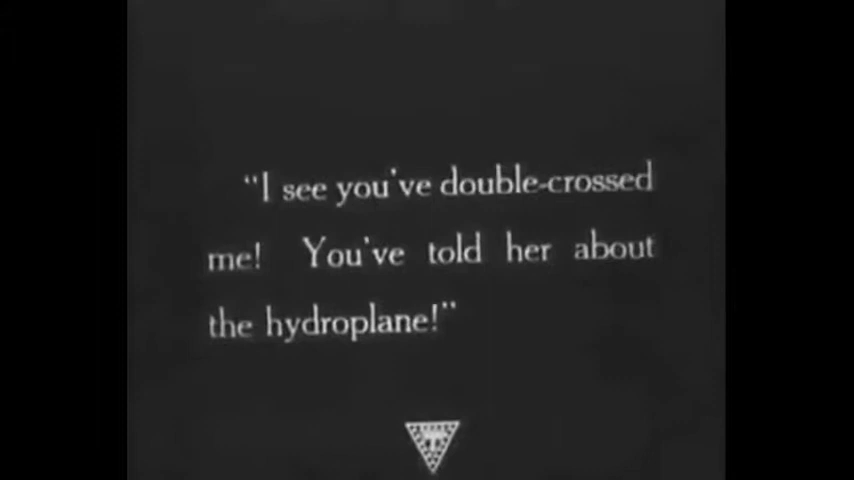 "I see you've double-crossed
me! You've told her about
the hydroplane!"